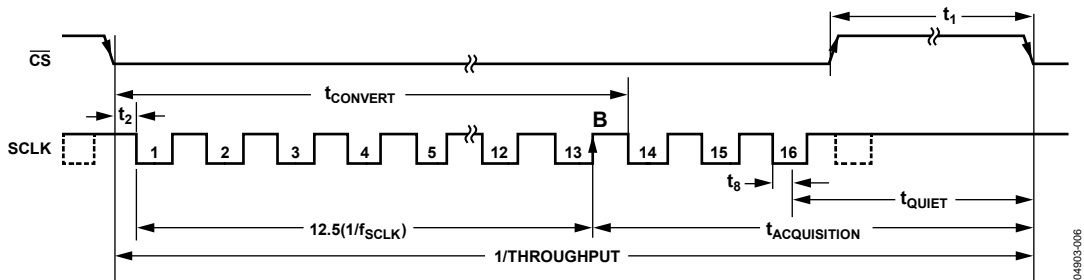 t1
CS
tCONVERT
t2
B
SCLK
1 2 3 4 5 12 13 14 15 16
t8
tQUIET
12.5(1/fSCLK)
tACQUISITION
1/THROUGHPUT
04903-006